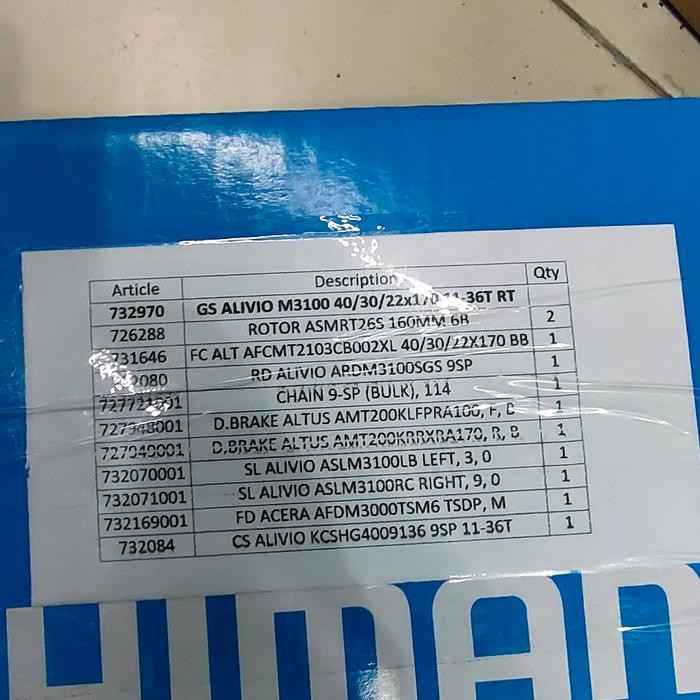 Article Description Qty
732970 GS ALIVIO M3100 40/30/22x170 11-36T RT
726288 ROTOR ASMRT26S 160MM 6B 2
731646 FC ALT AFCMT2103CB002XL 40/30/22X170 BB 1
RD ALIVIO ARDM3100SGS 9SP 1
CHAIN 9-SP (BULK), 114 1
727948001 D.BRAKE ALTUS AMT200KLFPRA100, F, 1
727949001 D.BRAKE ALTUS AMT200KRRXRA170, R, B 1
732070001 SL ALIVIO ASLM3100LB LEFT, 3, 0 1
732071001 SL ALIVIO ASLM3100RC RIGHT, 9, 0 1
732169001 FD ACERA AFDM3000TSM6 TSDP, M 1
732084 CS ALIVIO KCSHG4009136 9SP 11-36T 1
HIMAN